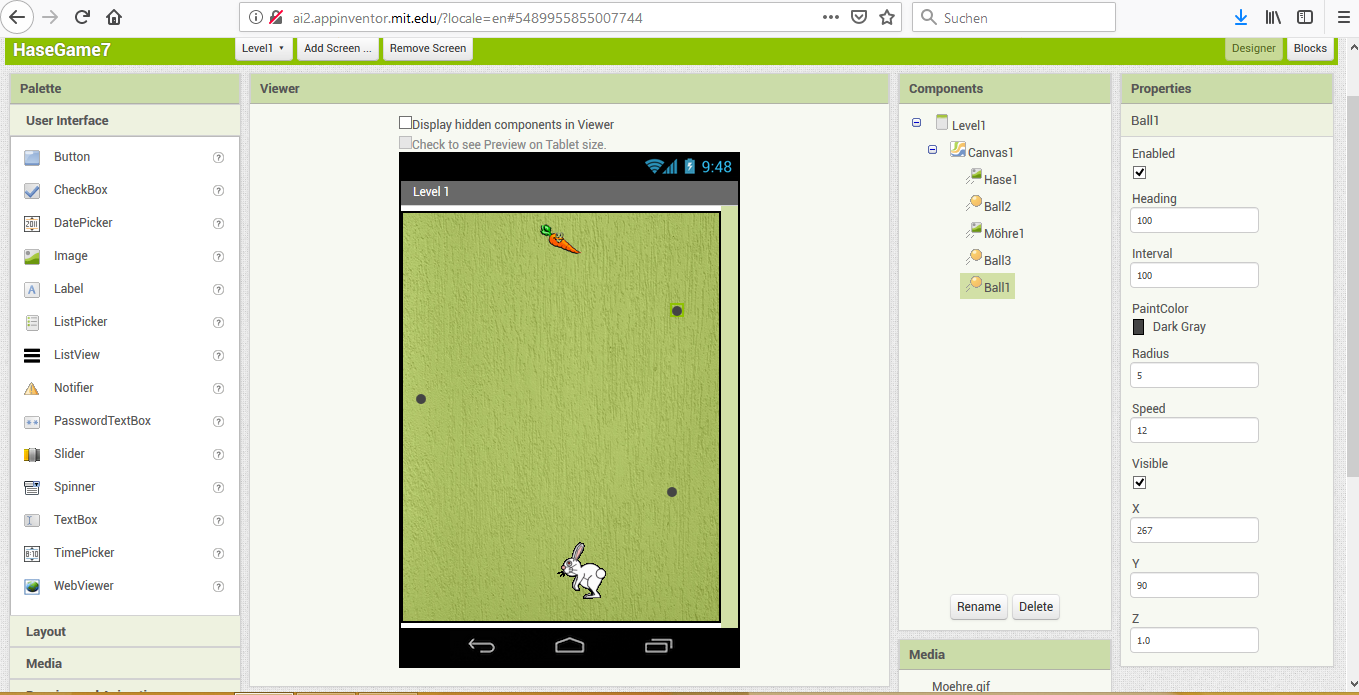 ai2.appinventor.mit.edu/?locale=en#5489955855007744
Suchen
HaseGame7
Level1
Add Screen ...
Remove Screen
Designer
Blocks
Palette
User Interface
Button
CheckBox
DatePicker
Image
Label
ListPicker
ListView
Notifier
PasswordTextBox
Slider
Spinner
TextBox
TimePicker
WebViewer
Layout
Media
Viewer
Display hidden components in Viewer
Check to see Preview on Tablet size.
9:48
Level 1
Components
Level1
Canvas1
Hase1
Ball2
Möhre1
Ball3
Ball1
Rename
Delete
Media
Moehre.gif
Properties
Ball1
Enabled
Heading
100
Interval
100
PaintColor
Dark Gray
Radius
5
Speed
12
Visible
X
267
Y
90
Z
1.0